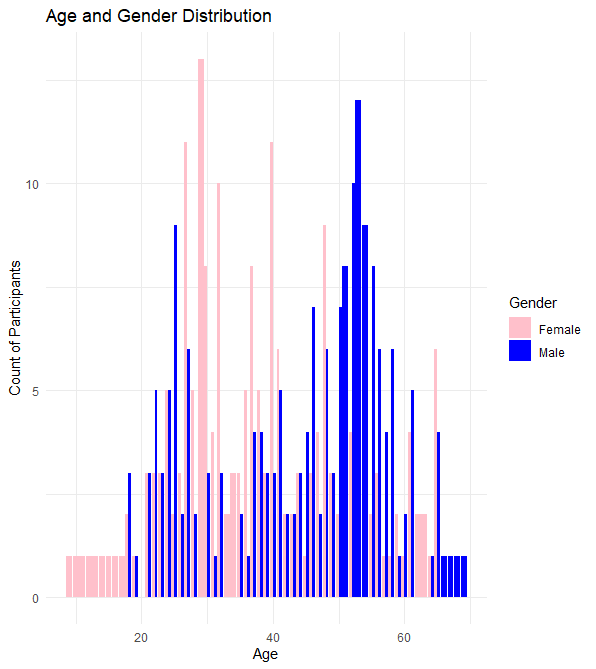 Age and Gender Distribution
Count of Participants
10
5
0
20
40
60
Age
Gender
Female
Male